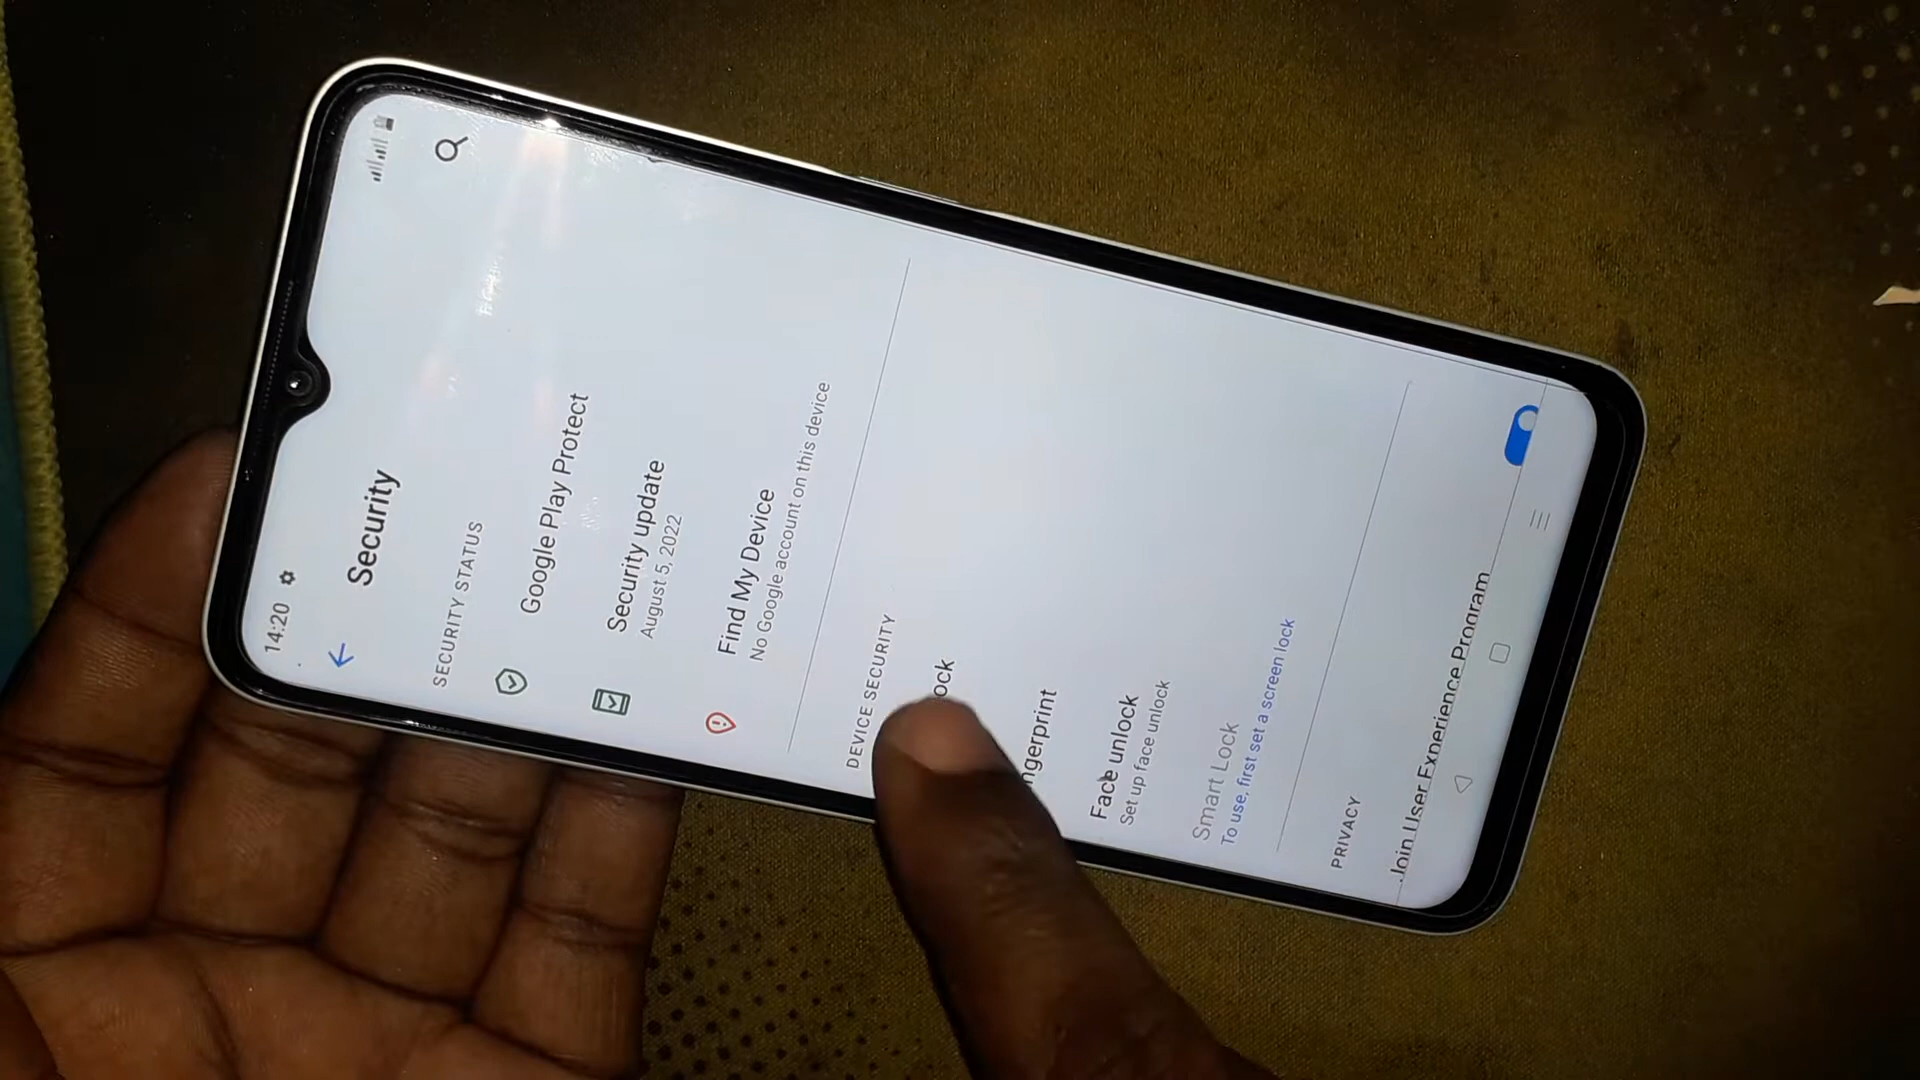 14:20
Security
SECURITY STATUS
Google Play Protect
Security update
August 5, 2022
Find My Device
No Google account on this device
DEVICE SECURITY
ock
ngerprint
Face unlock
Set up face unlock
Smart Lock
To use, first set a screen lock
PRIVACY
Join User Experience Program